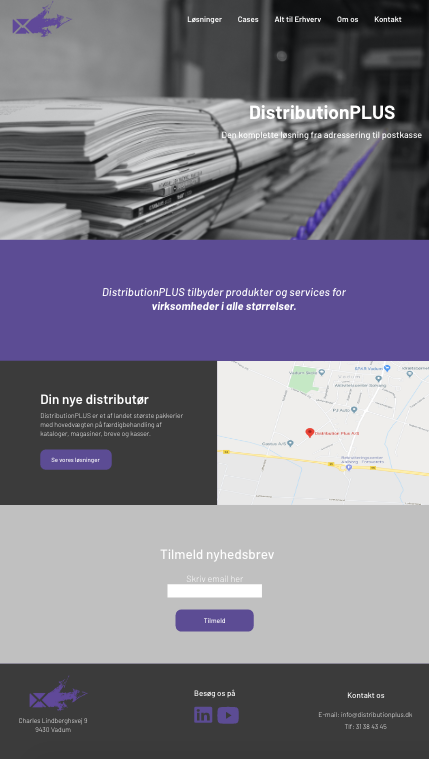 Løsninger Cases Alt til Erhverv Om os Kontakt
DistributionPLUS
Den komplette løsning fra adressering til postkasse
DistributionPLUS tilbyder produkter og services for
virksomheder i alle størrelser.
Din nye distributør
DistributionPLUS er et af landet største pakkerier
med hovedvægten på færdigbehandling af
kataloger, magasiner, breve og kasser.
Se vores løsninger
Distribution Plus A/S
PJ Auto
Tilmeld nyhedsbrev
Skriv email her
Tilmeld
Charles Lindberghsvej 9
9430 Vadum
Besøg os på
Kontakt os
E-mail: info@distributionplus.dk
Tlf: 31 38 43 45